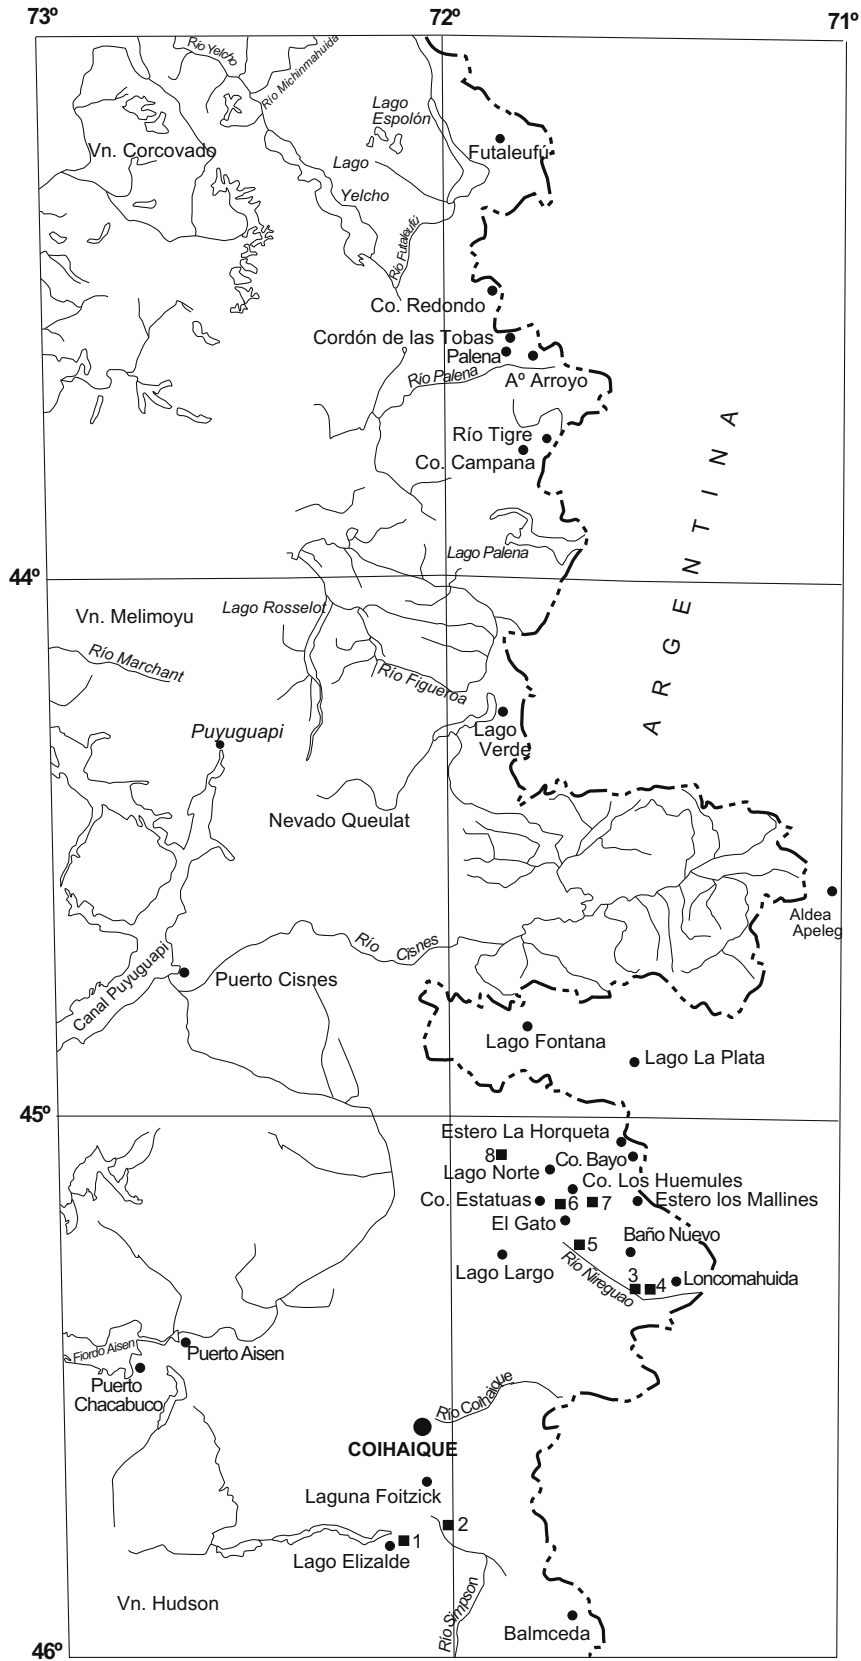 73º
72º
71º
Río Yelcho
Río Michinmahuida
Lago
Espolón
Vn. Corcovado
Futaleufú
Lago
Yelcho
Río Futaleufú
Co. Redondo
Cordón de las Tobas
Palena
Río Palena
Aº Arroyo
Río Tigre
Co. Campana
ARGENTINA
Lago Palena
44º
Vn. Melimoyu
Lago Rosselot
Río Marchant
Río Figueroa
Puyuguapi
Lago
Verde
Nevado Queulat
Aldea
Apeleg
Río Cisnes
Canal Puyuguapi
Puerto Cisnes
Lago Fontana
Lago La Plata
45º
Estero La Horqueta
8
Co. Bayo
Lago Norte
Co. Los Huemules
Co. Estatuas
6
7
Estero los Mallines
El Gato
Baño Nuevo
5
Lago Largo
Río Ñireguao
3
4
Loncomahuida
Fiordo Aisen
Puerto Aisen
Puerto
Chacabuco
Río Coihaique
COIHAIQUE
Laguna Foitzick
2
1
Lago Elizalde
Vn. Hudson
Río Simpson
Balmceda
46º